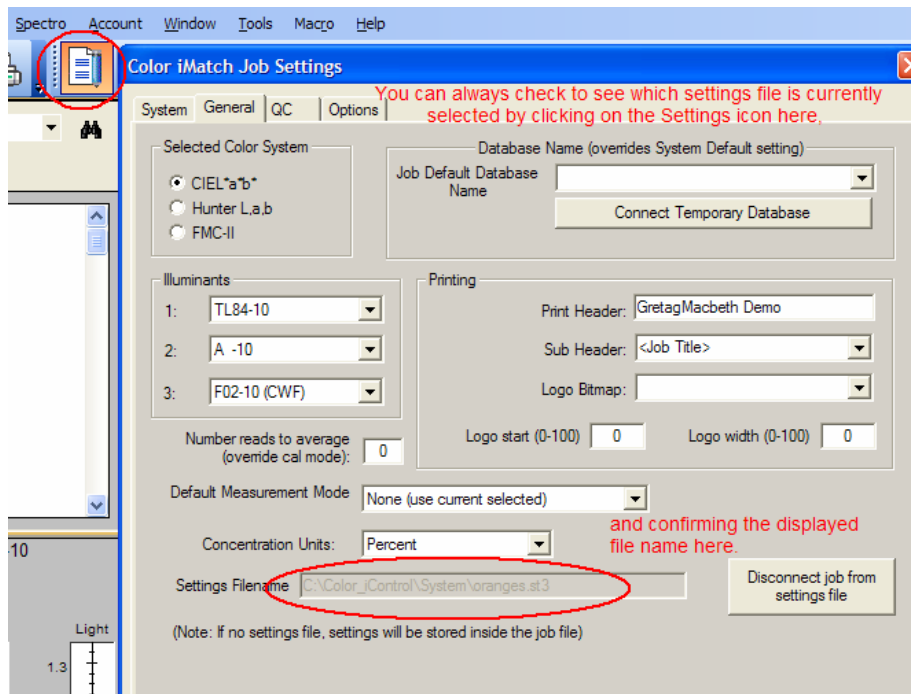 Spectro Account Window Tools Macro Help
Color iMatch Job Settings
You can always check to see which settings file is currently
selected by clicking on the Settings icon here,
System General QC Options
Selected Color System
CIEL*a*b*
Hunter L,a,b
FMC-II
Database Name (overrides System Default setting)
Job Default Database
Name
Connect Temporary Database
Illuminants
1: TL84-10
2: A -10
3: F02-10 (CWF)
Printing
Print Header: GretagMacbeth Demo
Sub Header: <Job Title>
Logo Bitmap:
Logo start (0-100) 0 Logo width (0-100) 0
Number reads to average
(override cal mode): 0
Default Measurement Mode None (use current selected)
and confirming the displayed
file name here.
Concentration Units: Percent
Settings Filename C:\Color_iControl\System\oranges.st3
Disconnect job from
settings file
(Note: If no settings file, settings will be stored inside the job file)
-10
Light
1.3